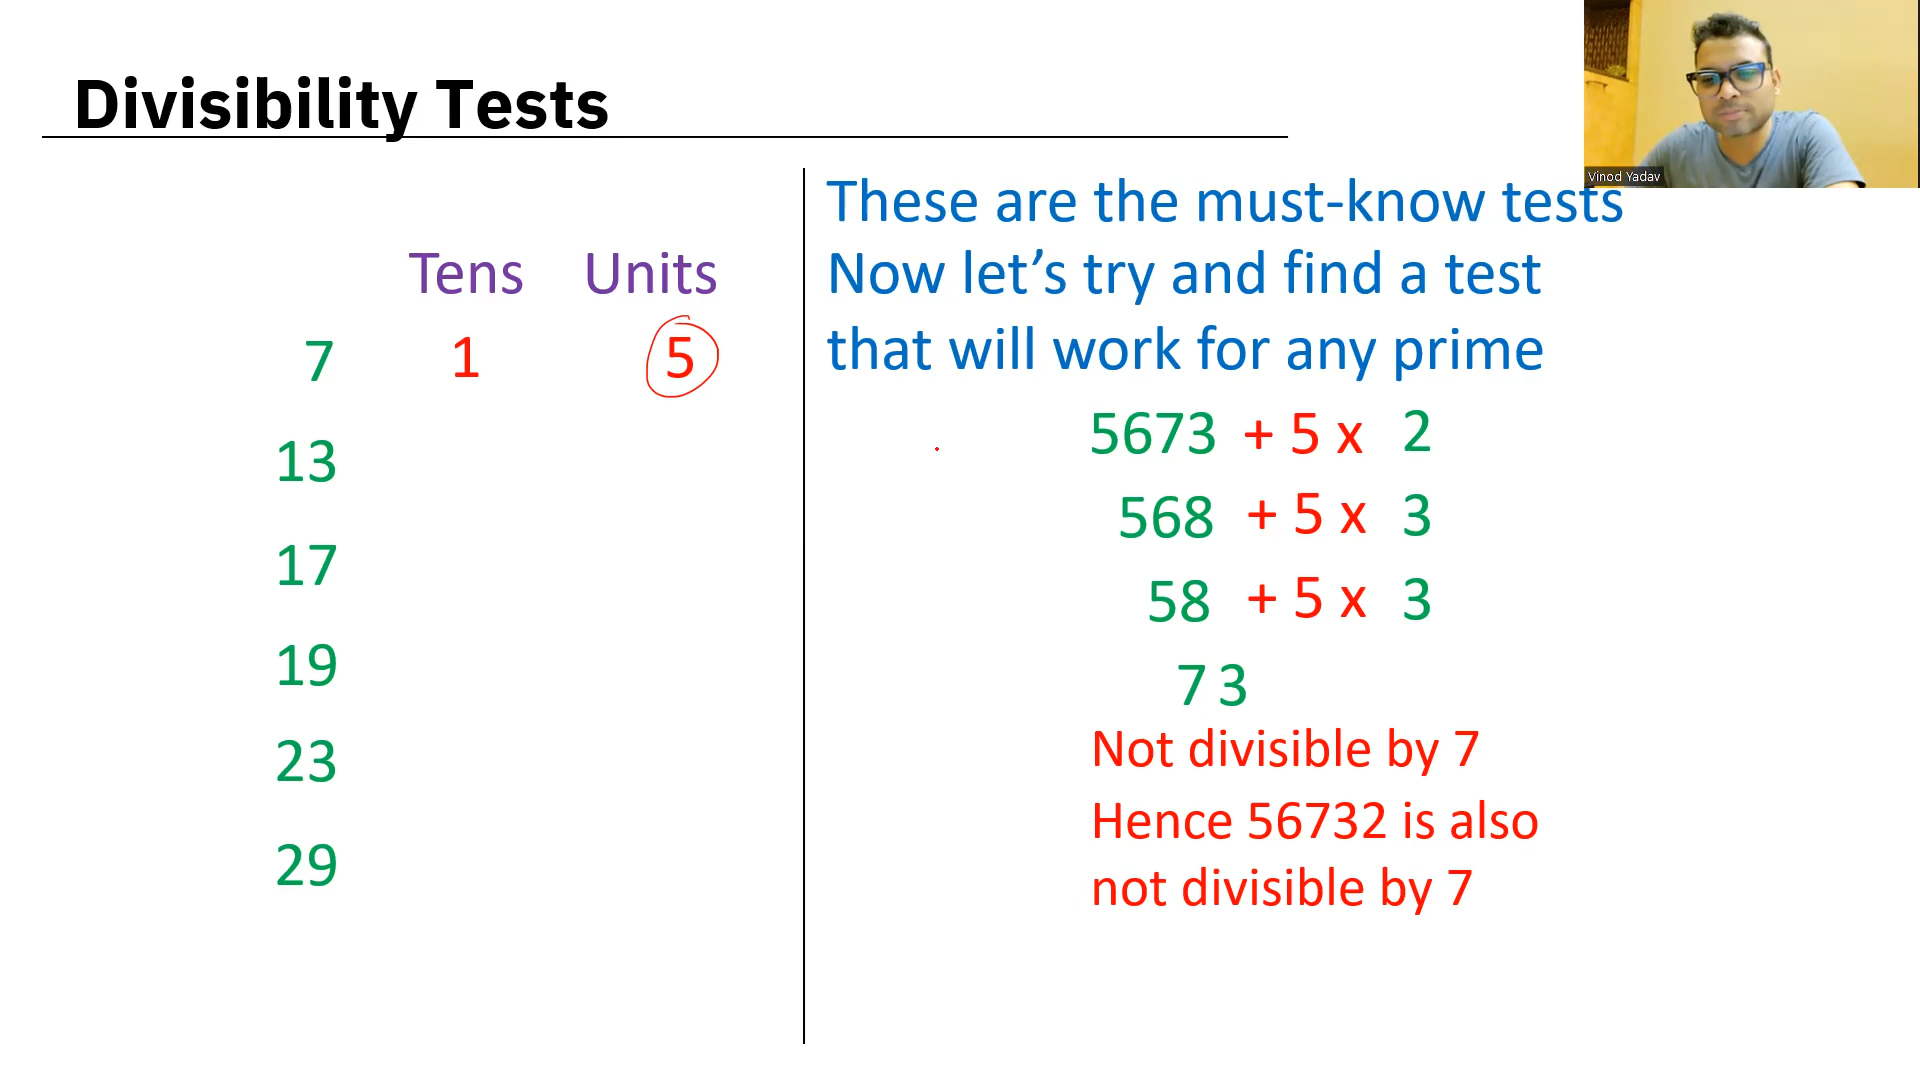 Divisibility Tests
Vinod Yadav
Tens Units
7 1 5
13
17
19
23
29
These are the must-know tests
Now let’s try and find a test
that will work for any prime
5673 + 5 x 2
568 + 5 x 3
58 + 5 x 3
73
Not divisible by 7
Hence 56732 is also
not divisible by 7